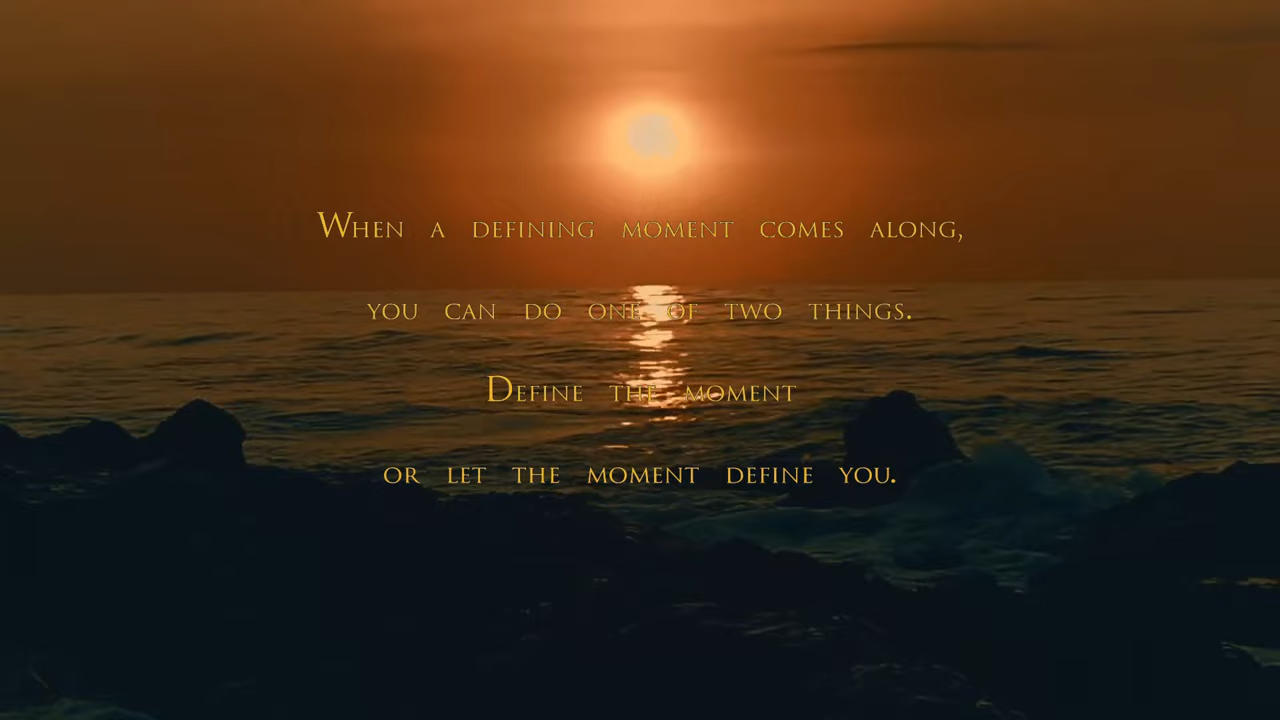 When a defining moment comes along,
you can do one of two things.
Define the moment
or let the moment define you.